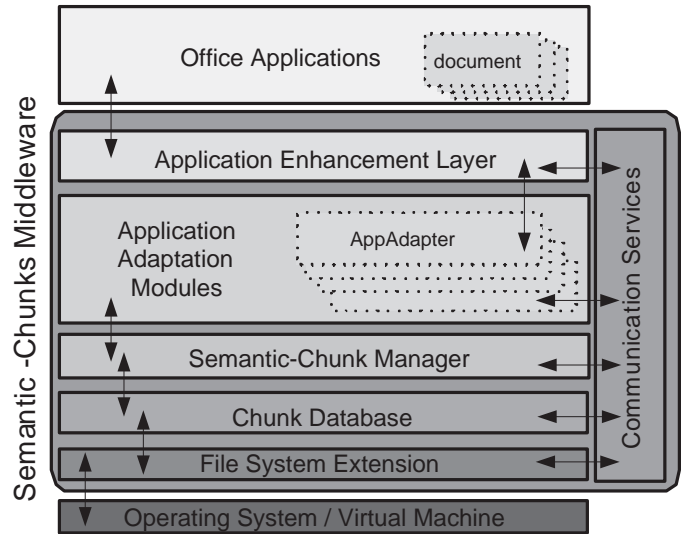 Office Applications
document
Semantic -Chunks Middleware
Application Enhancement Layer
Application
Adaptation
Modules
AppAdapter
Semantic-Chunk Manager
Chunk Database
File System Extension
Communication Services
Operating System / Virtual Machine